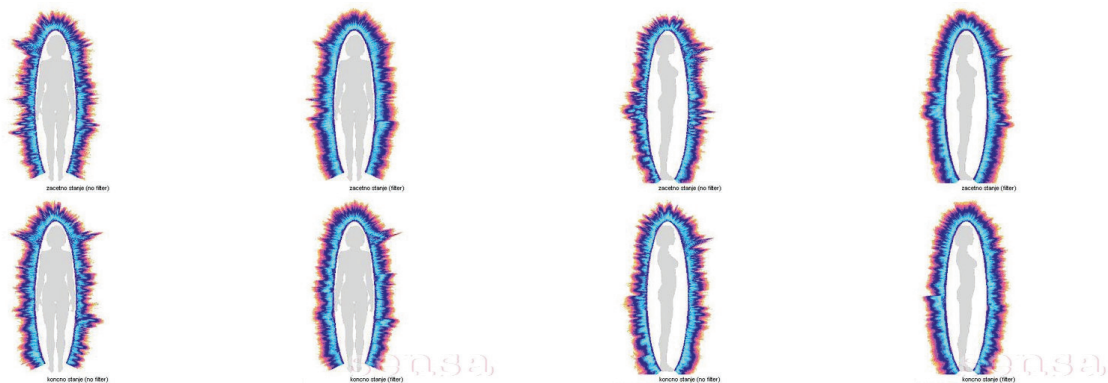 zacetno stanje (no filter)
zacetno stanje (filter)
zacetno stanje (no filter)
zacetno stanje (filter)
koncno stanje (no filter)
koncno stanje (filter)
koncno stanje (no filter)
koncno stanje (filter)